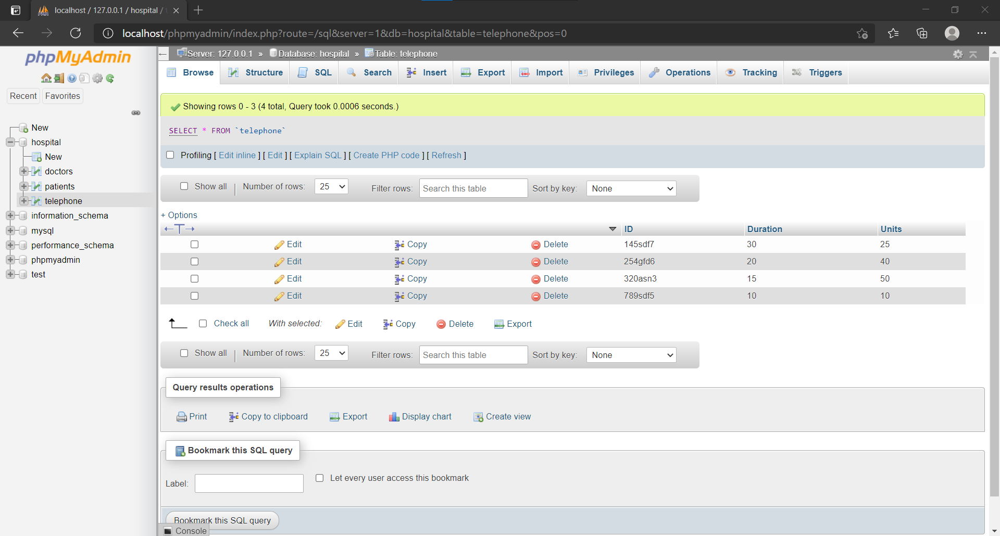 localhost / 127.0.0.1 / hospital /
localhost/phpmyadmin/index.php?route=/sql&server=1&db=hospital&table=telephone&pos=0
phpMyAdmin
Recent Favorites
New
hospital
New
doctors
patients
telephone
information_schema
mysql
performance_schema
phpmyadmin
test
Server: 127.0.0.1 » Database: hospital » Table: telephone
Browse Structure SQL Search Insert Export Import Privileges Operations Tracking Triggers
Showing rows 0 - 3 (4 total, Query took 0.0006 seconds.)
SELECT * FROM `telephone`
Profiling [ Edit inline ] [ Edit ] [ Explain SQL ] [ Create PHP code ] [ Refresh ]
Show all | Number of rows: 25 Filter rows: Search this table Sort by key: None
+ Options
←T→ ID Duration Units
Edit Copy Delete 145sdf7 30 25
Edit Copy Delete 254gfd6 20 40
Edit Copy Delete 320asn3 15 50
Edit Copy Delete 789sdf5 10 10
Check all With selected: Edit Copy Delete Export
Show all | Number of rows: 25 Filter rows: Search this table Sort by key: None
Query results operations
Print Copy to clipboard Export Display chart Create view
Bookmark this SQL query
Label: Let every user access this bookmark
Bookmark this SQL query
Console